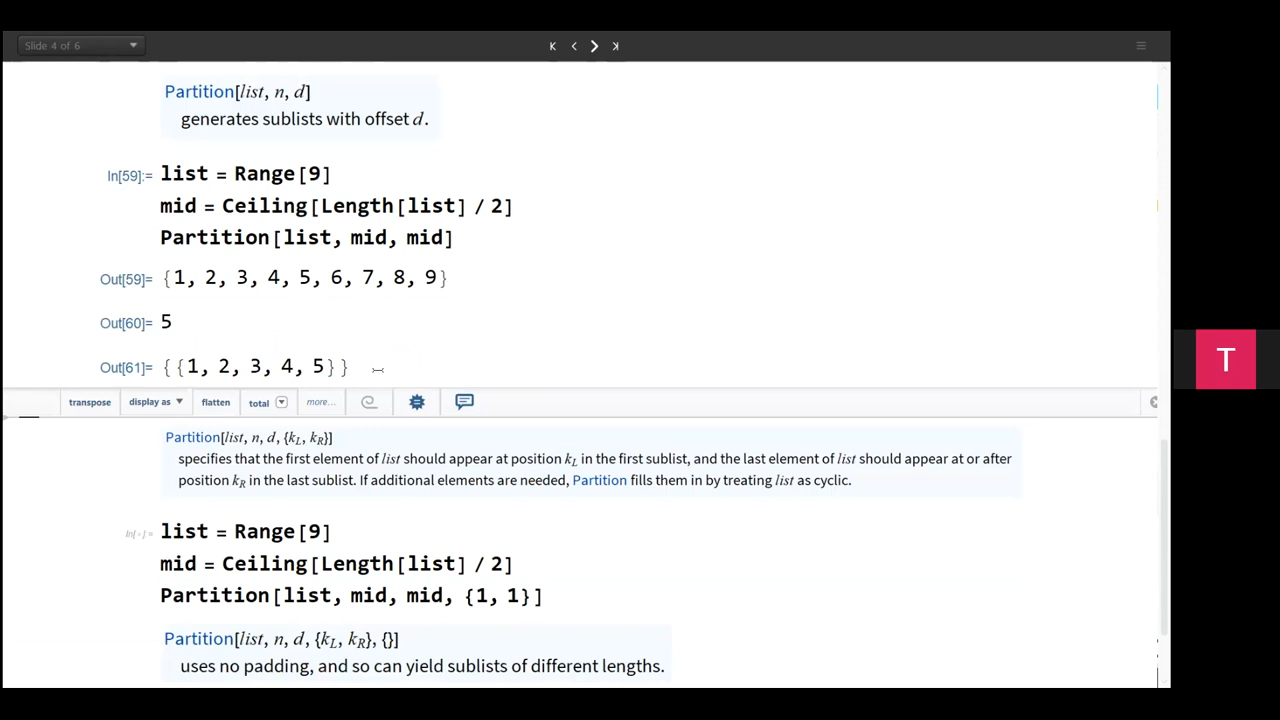 Slide 4 of 6
Partition[list, n, d]
generates sublists with offset d.
In[59]:= list = Range[9]
mid = Ceiling[Length[list] / 2]
Partition[list, mid, mid]
Out[59]= {1, 2, 3, 4, 5, 6, 7, 8, 9}
Out[60]= 5
Out[61]= {{1, 2, 3, 4, 5}}
T
transpose display as flatten total more...
Partition[list, n, d, {kL, kR}]
specifies that the first element of list should appear at position kL in the first sublist, and the last element of list should appear at or after
position kR in the last sublist. If additional elements are needed, Partition fills them in by treating list as cyclic.
In[ ]:= list = Range[9]
mid = Ceiling[Length[list] / 2]
Partition[list, mid, mid, {1, 1}]
Partition[list, n, d, {kL, kR}, {}]
uses no padding, and so can yield sublists of different lengths.